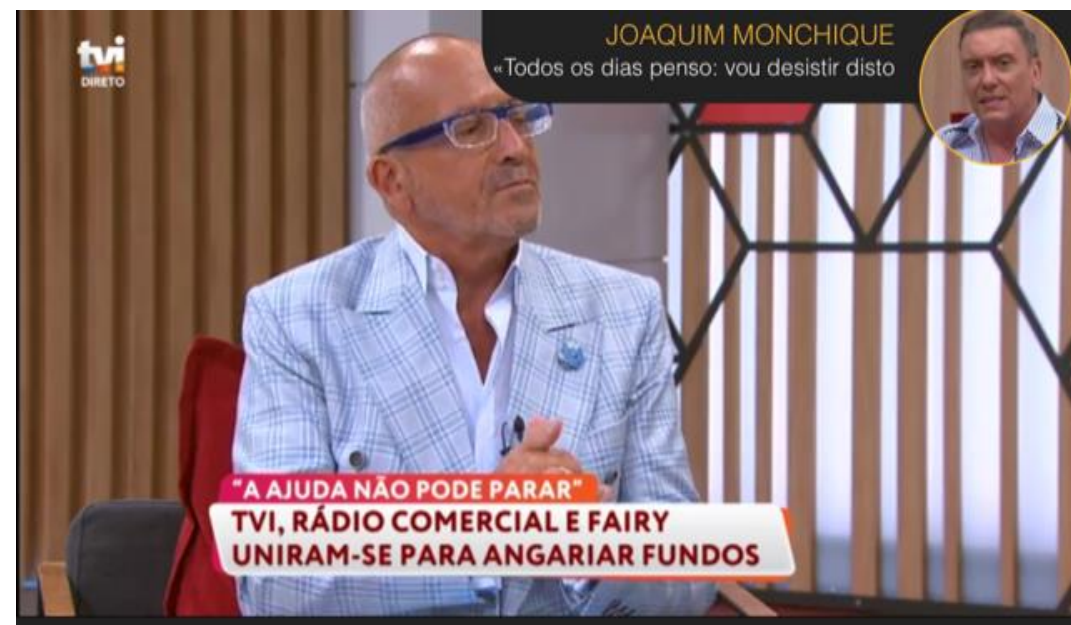 tvi
DIRETO
JOAQUIM MONCHIQUE
«Todos os dias penso: vou desistir disto
"A AJUDA NÃO PODE PARAR"
TVI, RÁDIO COMERCIAL E FAIRY
UNIRAM-SE PARA ANGARIAR FUNDOS